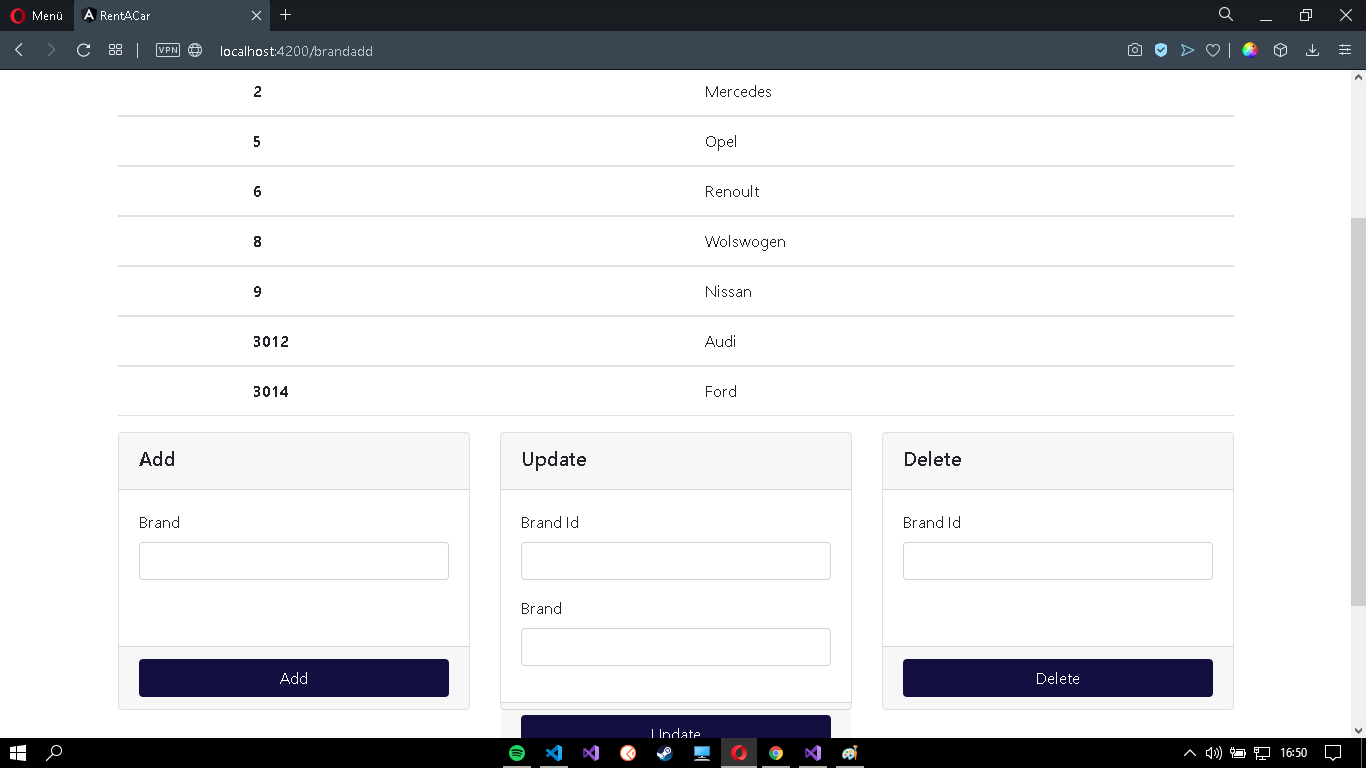 Menü RentACar
VPN localhost:4200/brandadd
2 Mercedes
5 Opel
6 Renoult
8 Wolswogen
9 Nissan
3012 Audi
3014 Ford
Add Update Delete
Brand Brand Id Brand Id
Brand
Add Delete
Update
16:50